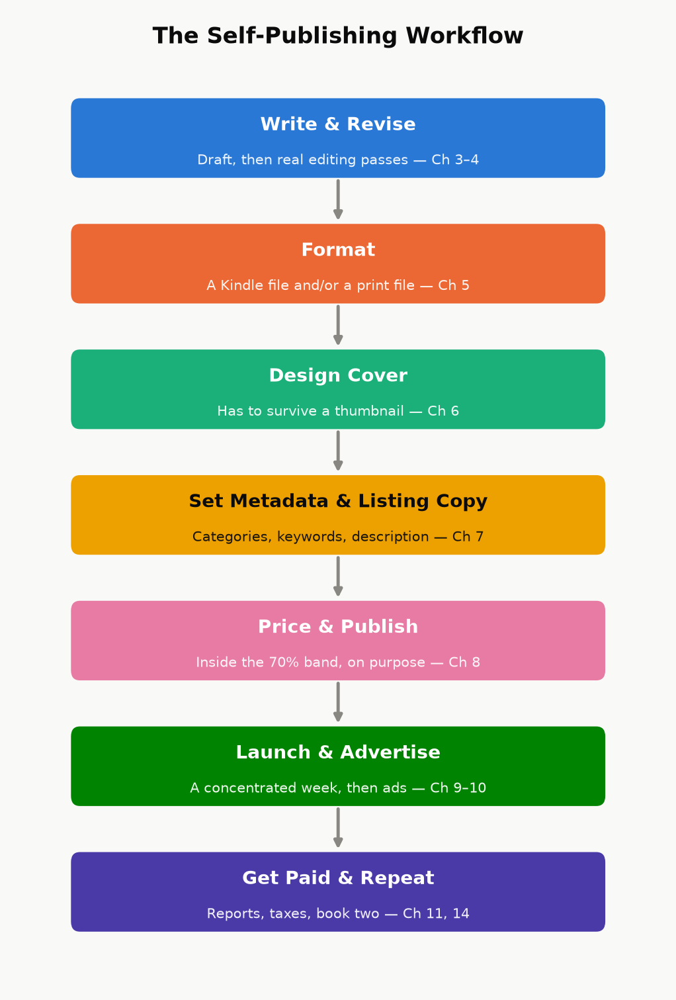 The Self-Publishing Workflow
Write & Revise
Draft, then real editing passes — Ch 3–4
Format
A Kindle file and/or a print file — Ch 5
Design Cover
Has to survive a thumbnail — Ch 6
Set Metadata & Listing Copy
Categories, keywords, description — Ch 7
Price & Publish
Inside the 70% band, on purpose — Ch 8
Launch & Advertise
A concentrated week, then ads — Ch 9–10
Get Paid & Repeat
Reports, taxes, book two — Ch 11, 14